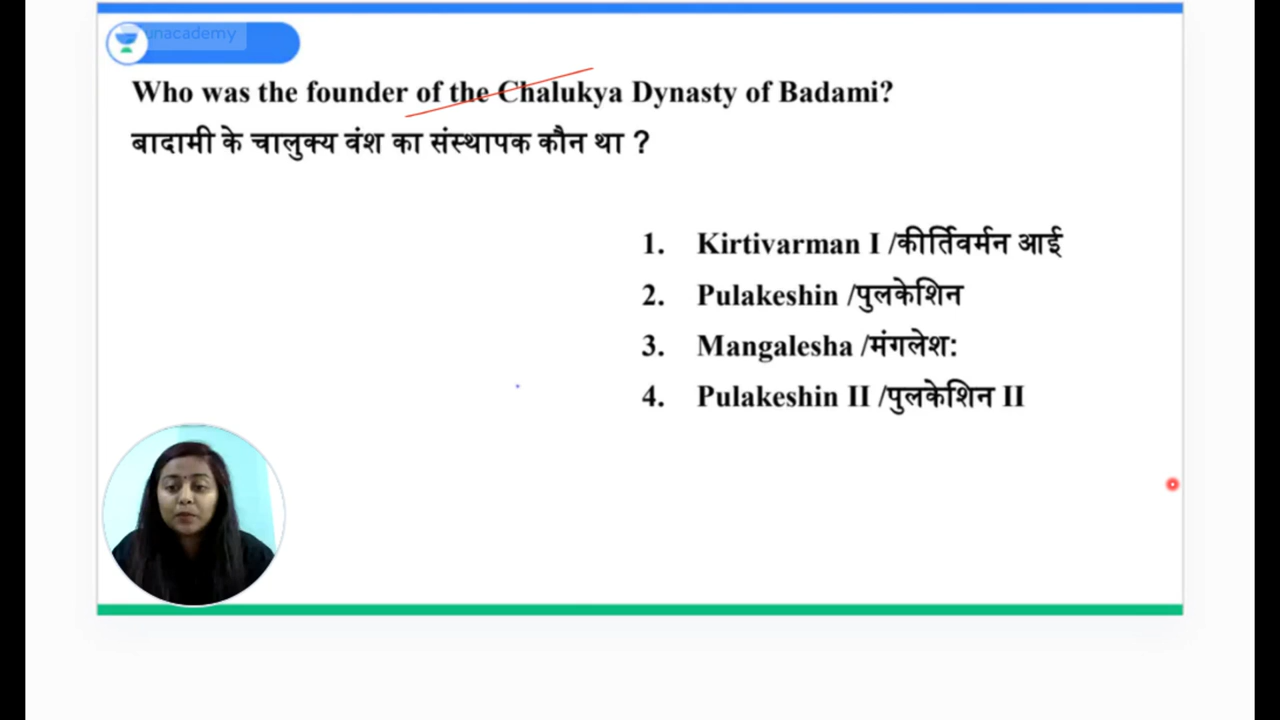 unacademy
Who was the founder of the Chalukya Dynasty of Badami?
बादामी के चालुक्य वंश का संस्थापक कौन था ?
1. Kirtivarman I /कीर्तिवर्मन आई
2. Pulakeshin /पुलकेशिन
3. Mangalesha /मंगलेश:
4. Pulakeshin II /पुलकेशिन II